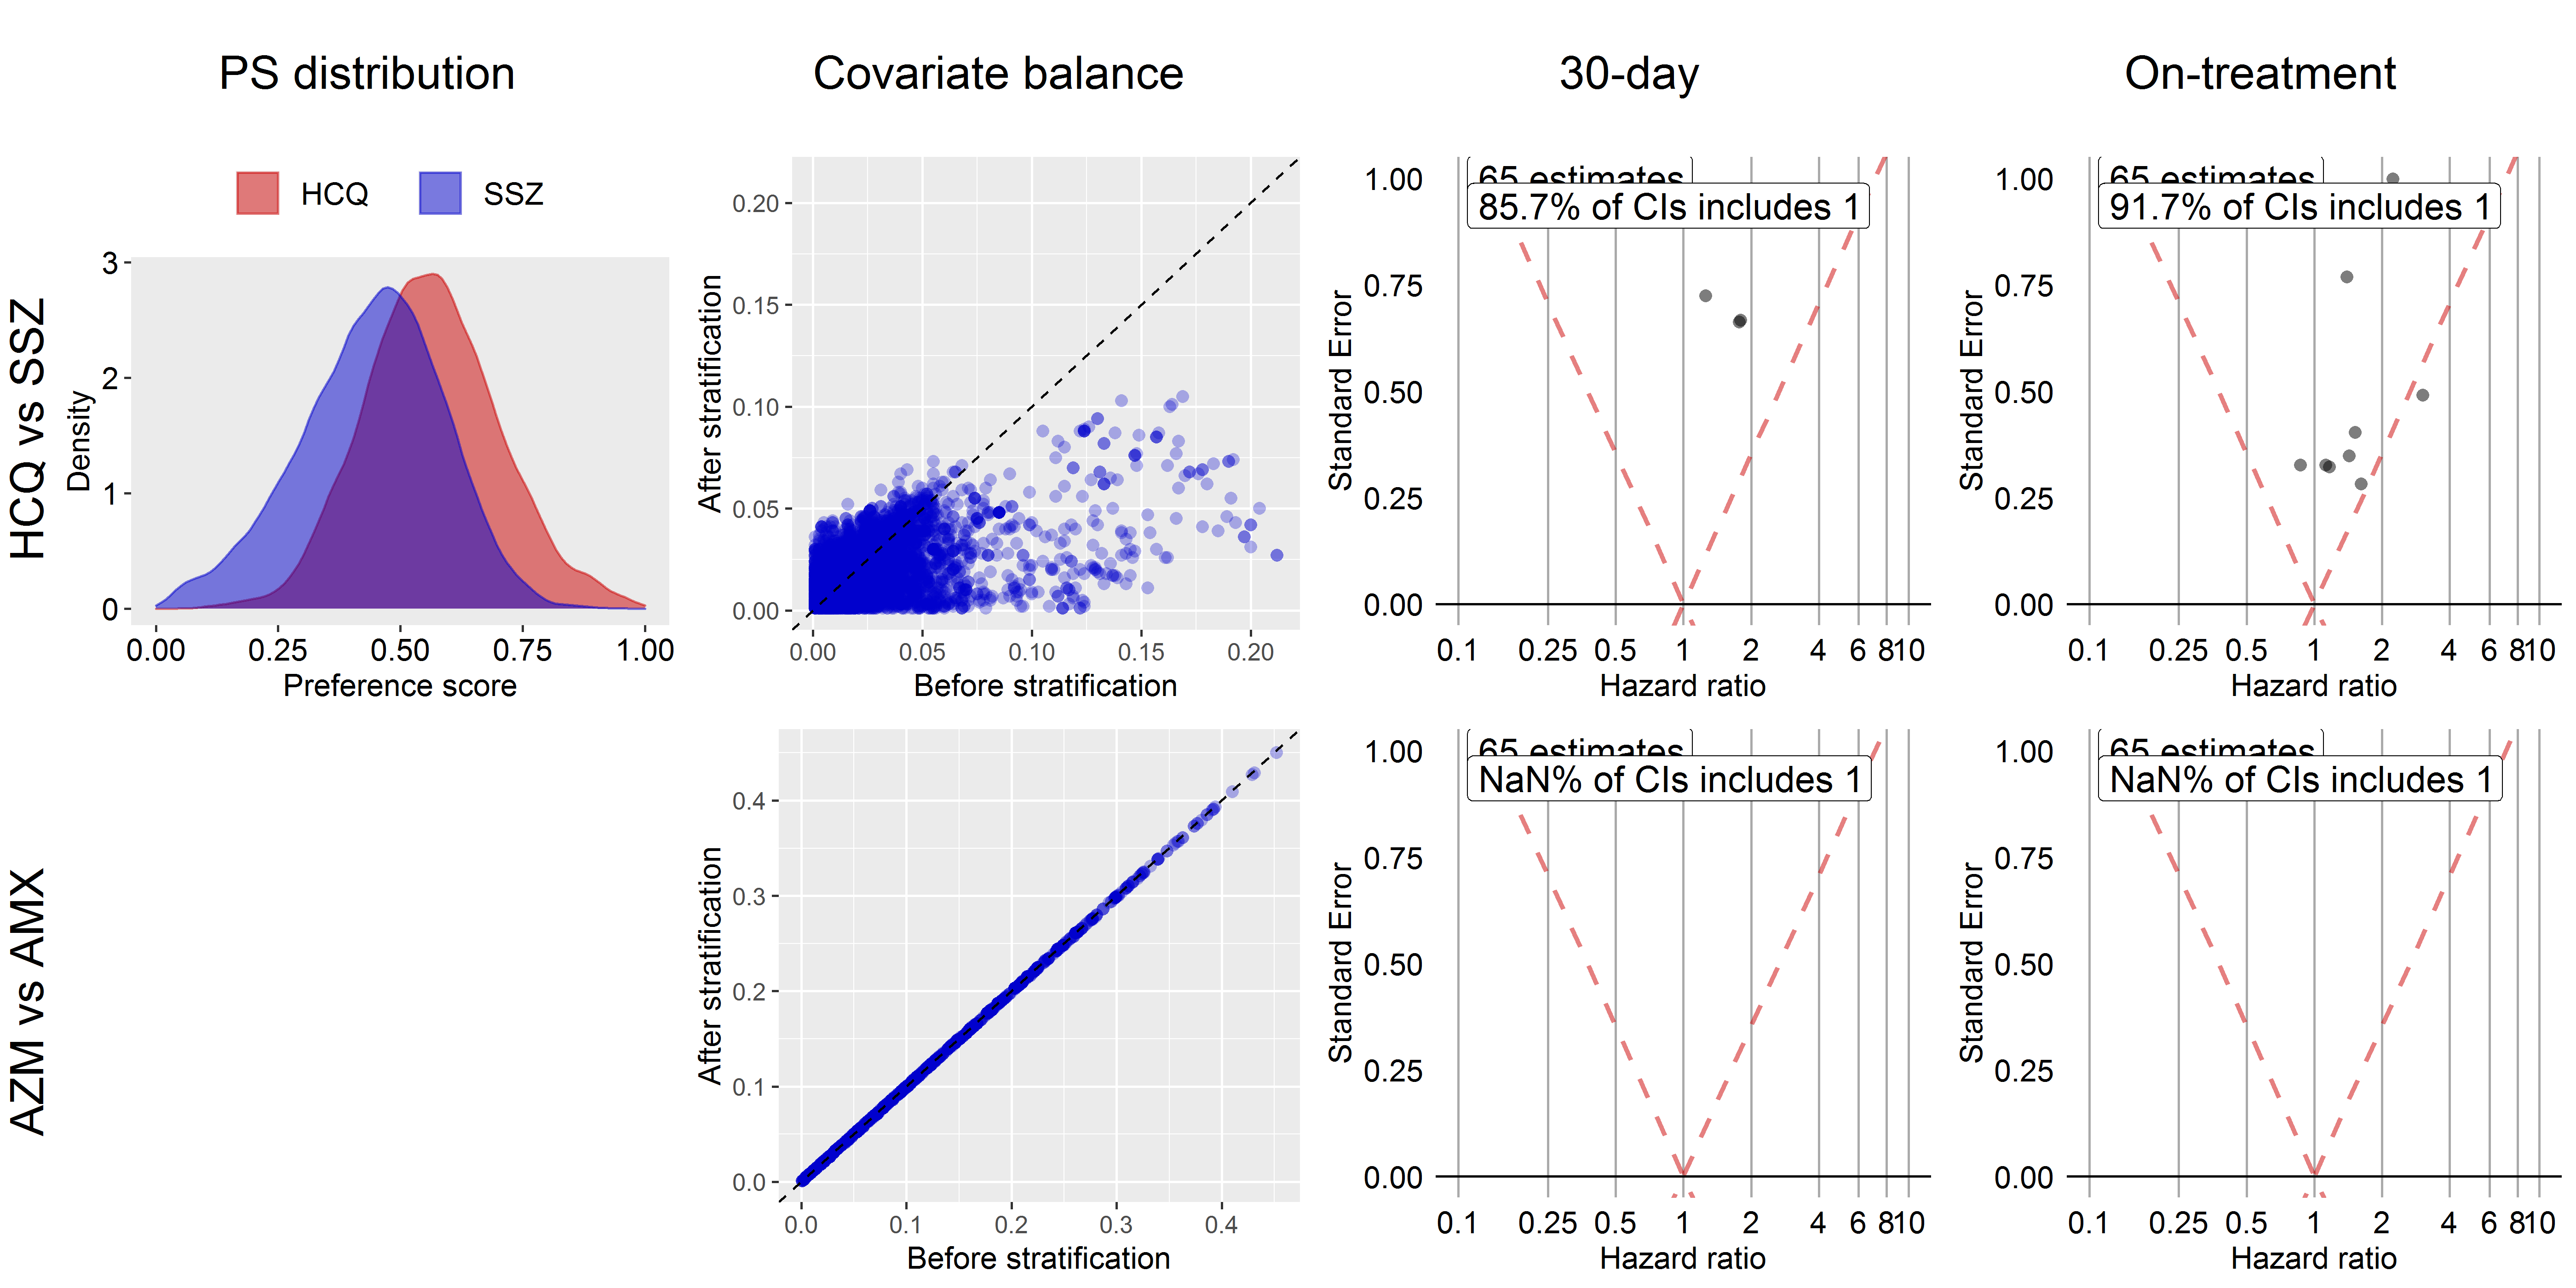 PS distribution
Covariate balance
30-day
On-treatment
HCQ vs SSZ
HCQ
SSZ
Density
3
2
1
0
0.00 0.25 0.50 0.75 1.00
Preference score
After stratification
0.20
0.15
0.10
0.05
0.00
0.00 0.05 0.10 0.15 0.20
Before stratification
65 estimates
85.7% of CIs includes 1
Standard Error
1.00
0.75
0.50
0.25
0.00
0.1 0.25 0.5 1 2 4 6 810
Hazard ratio
65 estimates
91.7% of CIs includes 1
Standard Error
1.00
0.75
0.50
0.25
0.00
0.1 0.25 0.5 1 2 4 6 810
Hazard ratio
AZM vs AMX
After stratification
0.4
0.3
0.2
0.1
0.0
0.0 0.1 0.2 0.3 0.4
Before stratification
65 estimates
NaN% of CIs includes 1
Standard Error
1.00
0.75
0.50
0.25
0.00
0.1 0.25 0.5 1 2 4 6 810
Hazard ratio
65 estimates
NaN% of CIs includes 1
Standard Error
1.00
0.75
0.50
0.25
0.00
0.1 0.25 0.5 1 2 4 6 810
Hazard ratio